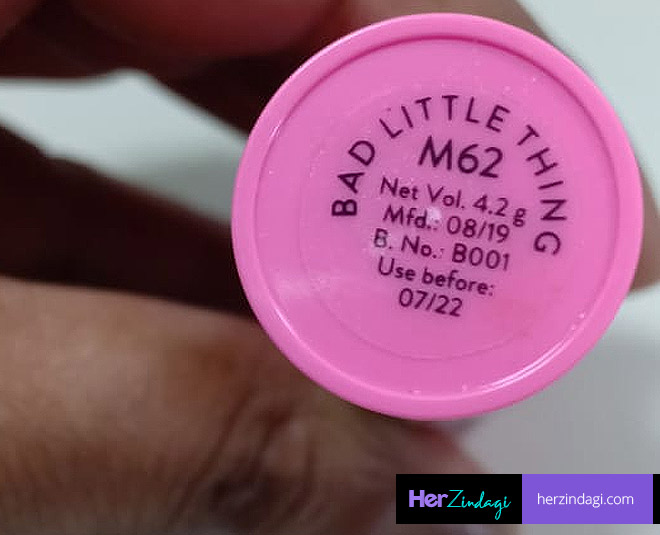 BAD LITTLE THING
M62
Net Vol. 4.2 g
Mfd.: 08/19
B. No.: B001
Use before:
07/22
HerZindagi
herzindagi.com